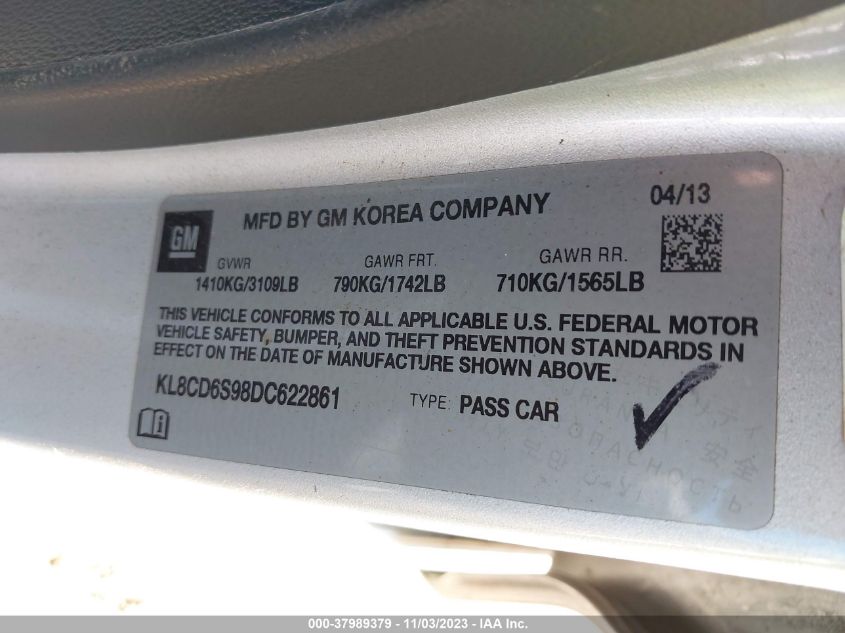 GM
MFD BY GM KOREA COMPANY
04/13
GVWR
GAWR FRT.
GAWR RR.
1410KG/3109LB
790KG/1742LB
710KG/1565LB
THIS VEHICLE CONFORMS TO ALL APPLICABLE U.S. FEDERAL MOTOR
VEHICLE SAFETY, BUMPER, AND THEFT PREVENTION STANDARDS IN
EFFECT ON THE DATE OF MANUFACTURE SHOWN ABOVE.
KL8CD6S98DC622861
TYPE: PASS CAR
安全
000-37989379 - 11/03/2023 - IAA Inc.